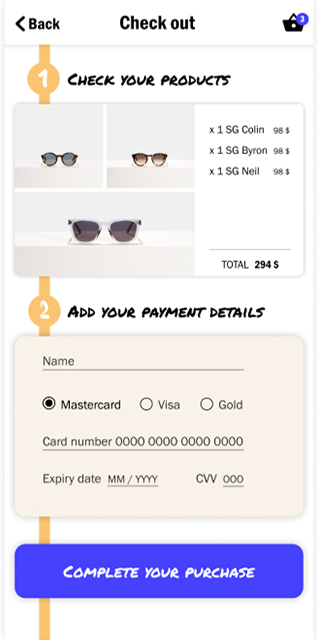 Back
Check out
3
1
Check your products
x 1 SG Colin 98 $
x 1 SG Byron 98 $
x 1 SG Neil 98 $
TOTAL 294 $
2
Add your payment details
Name
Mastercard Visa Gold
Card number 0000 0000 0000 0000
Expiry date MM / YYYY CVV 000
Complete your purchase